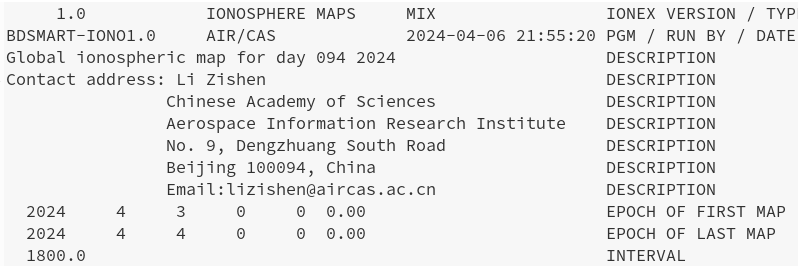 1.0            IONOSPHERE MAPS     MIX                 IONEX VERSION / TYP
BDSMART-IONO1.0     AIR/CAS             2024-04-06 21:55:20 PGM / RUN BY / DATE
Global ionospheric map for day 094 2024                     DESCRIPTION
Contact address: Li Zishen                                  DESCRIPTION
                Chinese Academy of Sciences                 DESCRIPTION
                Aerospace Information Research Institute    DESCRIPTION
                No. 9, Dengzhuang South Road                DESCRIPTION
                Beijing 100094, China                       DESCRIPTION
                Email:lizishen@aircas.ac.cn                 DESCRIPTION
  2024     4     3     0     0  0.00                        EPOCH OF FIRST MAP
  2024     4     4     0     0  0.00                        EPOCH OF LAST MAP
  1800.0                                                    INTERVAL